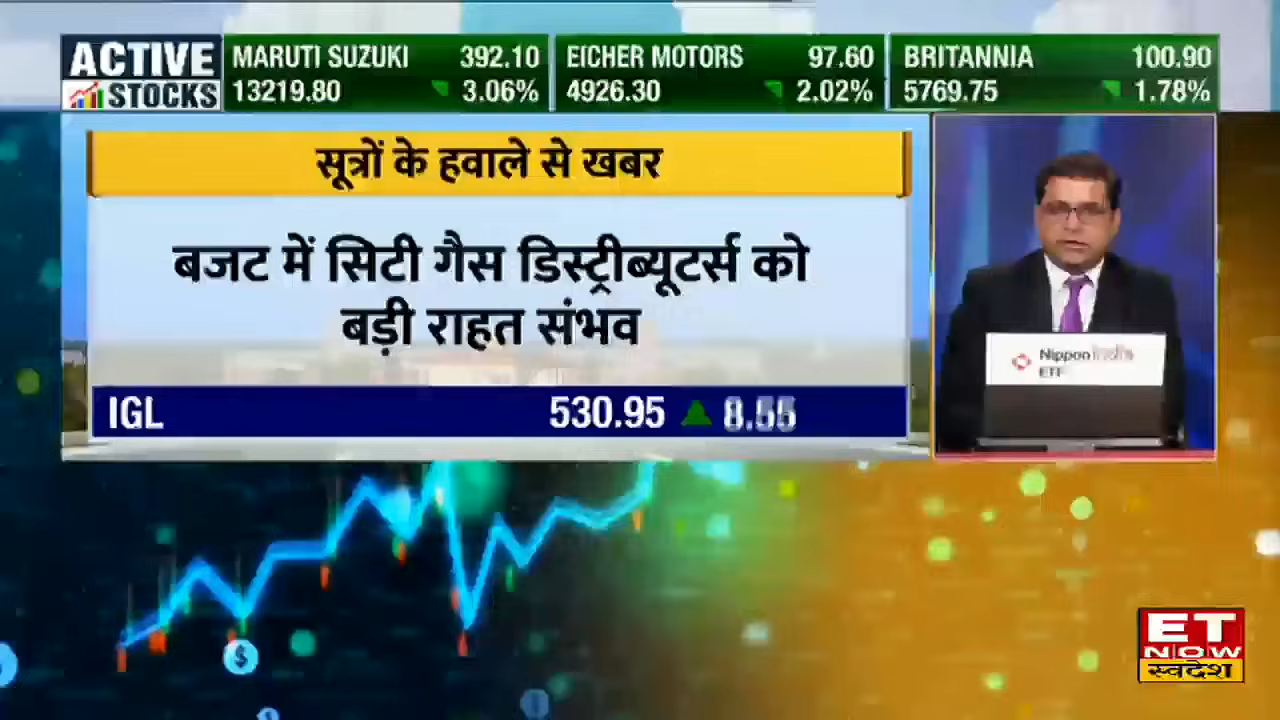 ACTIVE STOCKS
MARUTI SUZUKI 392.10
13219.80 3.06%
EICHER MOTORS 97.60
4926.30 2.02%
BRITANNIA 100.90
5769.75 1.78%
सूत्रों के हवाले से खबर
बजट में सिटी गैस डिस्ट्रीब्यूटर्स को
बड़ी राहत संभव
IGL 530.95
Nippon India
ETF
ET
NOW
स्वदेश